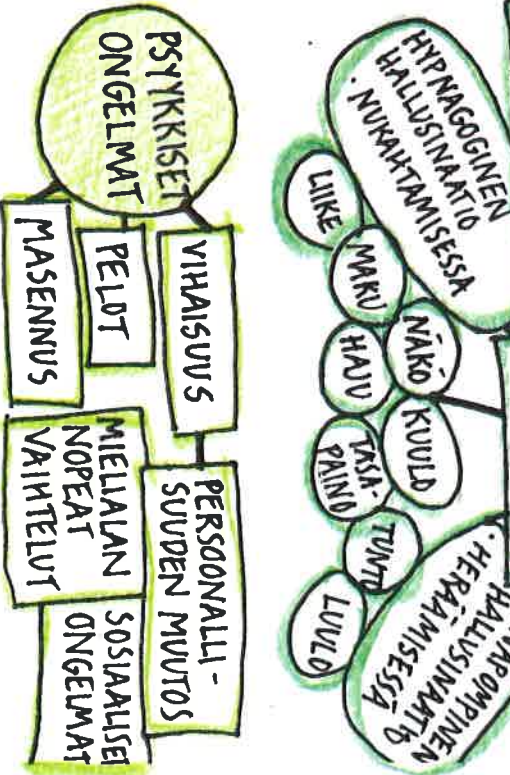 HYPNAGOGINEN
HALLUSINAATIO
• NUKAHTAMISESSA
LIIKE
MAKU
NÄKÖ
HAJU
KUULO
TASA-
PAINO
TUNTO
LUULO
HALLUSINAATIO
• HERÄÄMISESSÄ
PSYYKKISET
ONGELMAT
VIHAISUUS
PELOT
MASENNUS
PERSOONALLI-
SUUDEN MUUTOS
MIELIALAN
NOPEAT
VAIHTELUT
SOSIAALISET
ONGELMAT